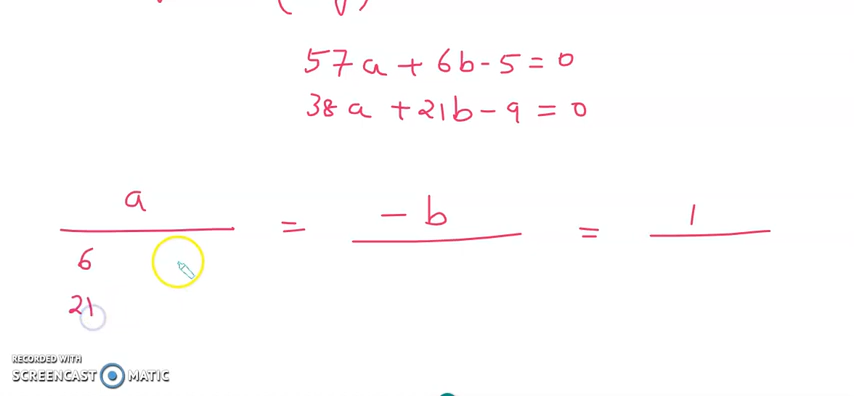 57a + 6b - 5 = 0
38a + 21b - 9 = 0
a = - b = 1
6
21
RECORDED WITH
SCREENCAST MATIC